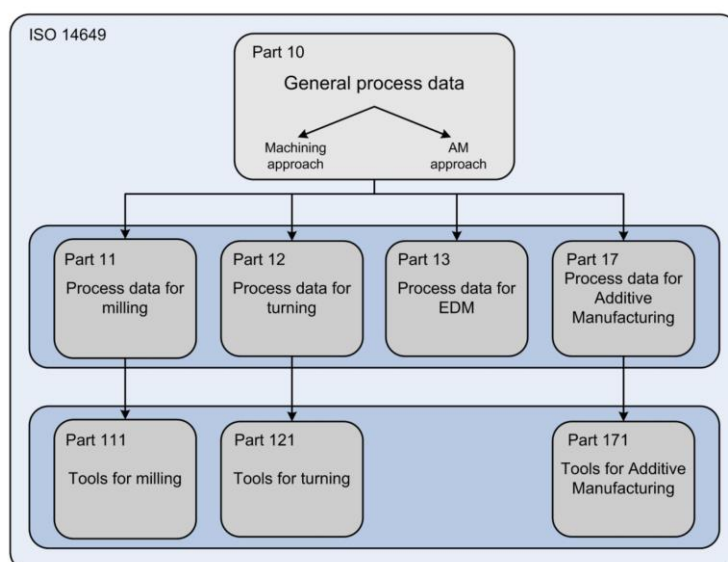 ISO 14649
Part 10
General process data
Machining
approach
AM
approach
Part 11
Process data for
milling
Part 12
Process data for
turning
Part 13
Process data for
EDM
Part 17
Process data for
Additive
Manufacturing
Part 111
Tools for milling
Part 121
Tools for turning
Part 171
Tools for Additive
Manufacturing